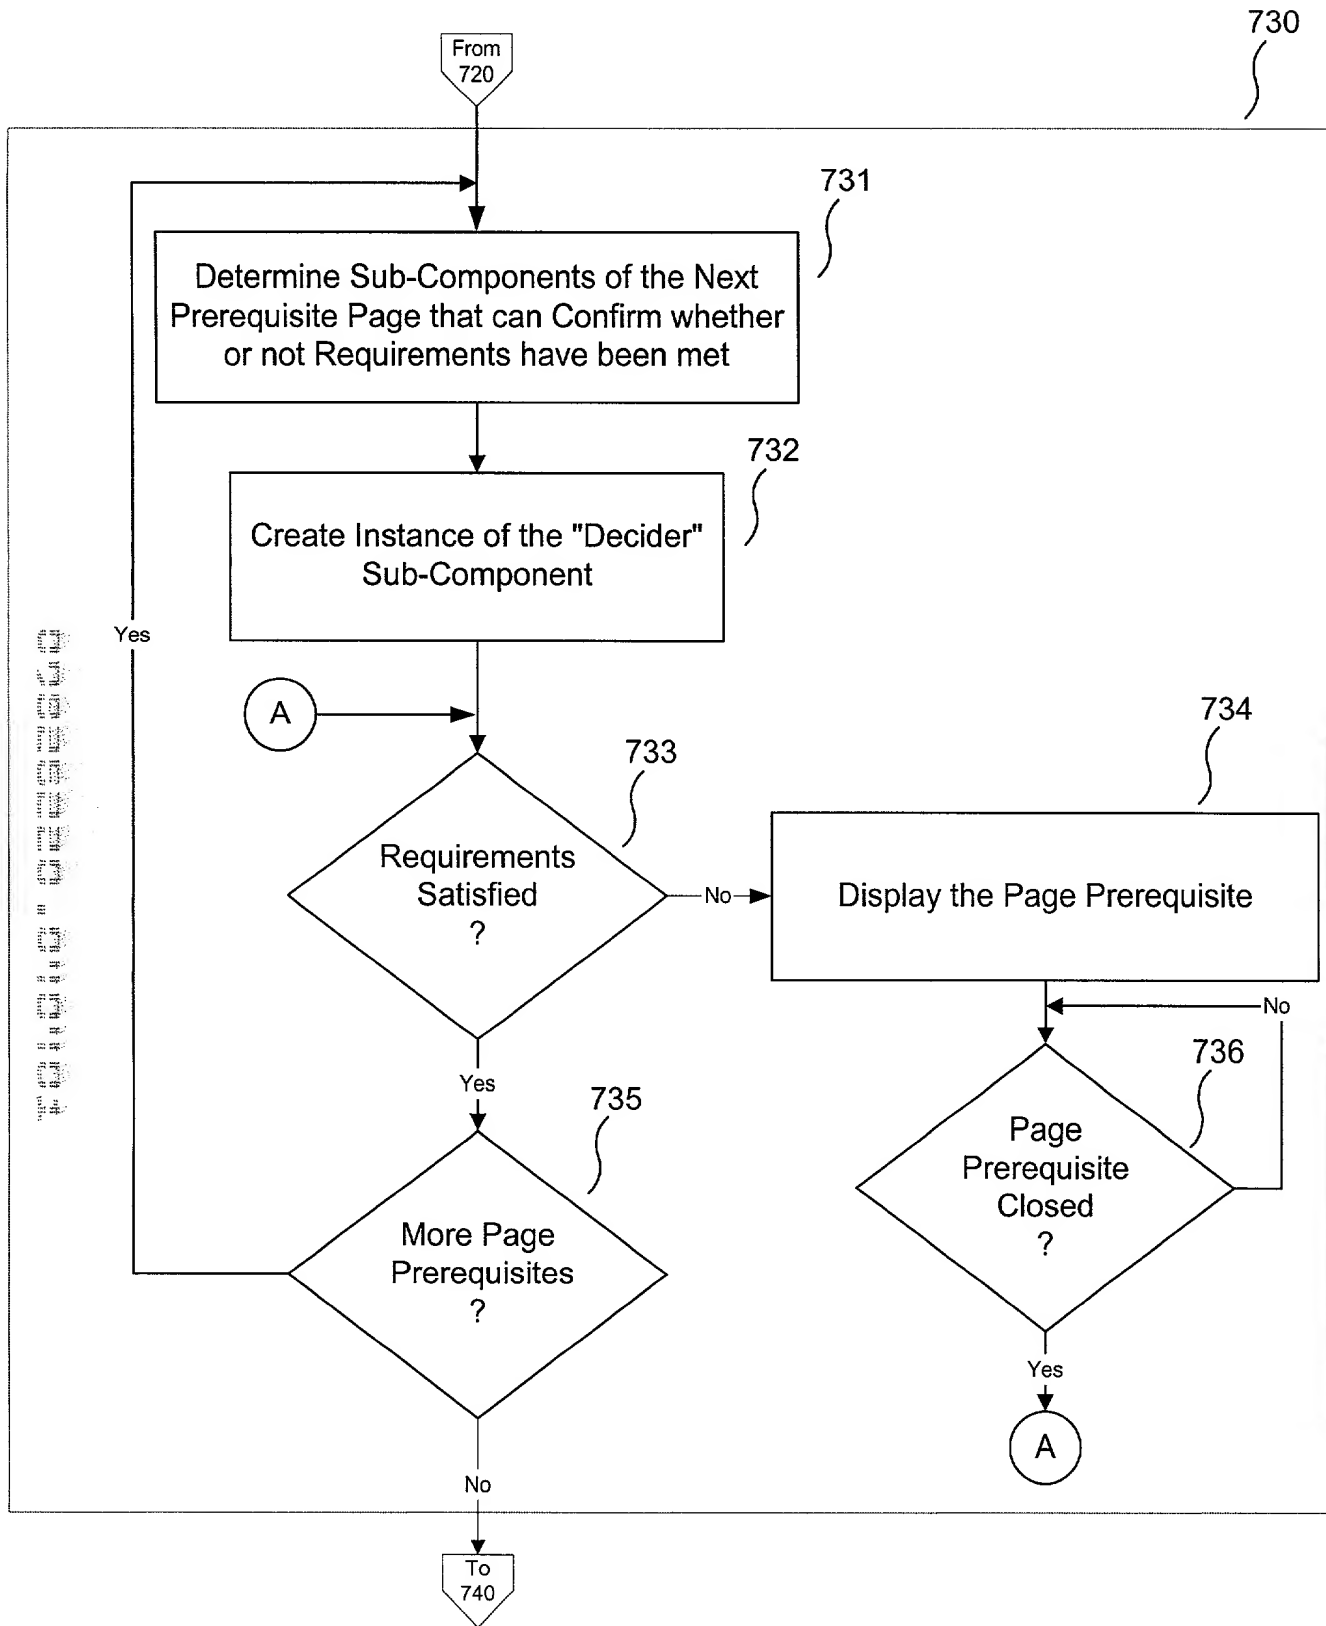 730
From
720
731
Determine Sub-Components of the Next
Prerequisite Page that can Confirm whether
or not Requirements have been met
732
Create Instance of the "Decider"
Sub-Component
Yes
A
733
734
Requirements
Satisfied
?
No
Display the Page Prerequisite
No
Yes
735
736
Page
Prerequisite
Closed
?
More Page
Prerequisites
?
Yes
A
No
To
740